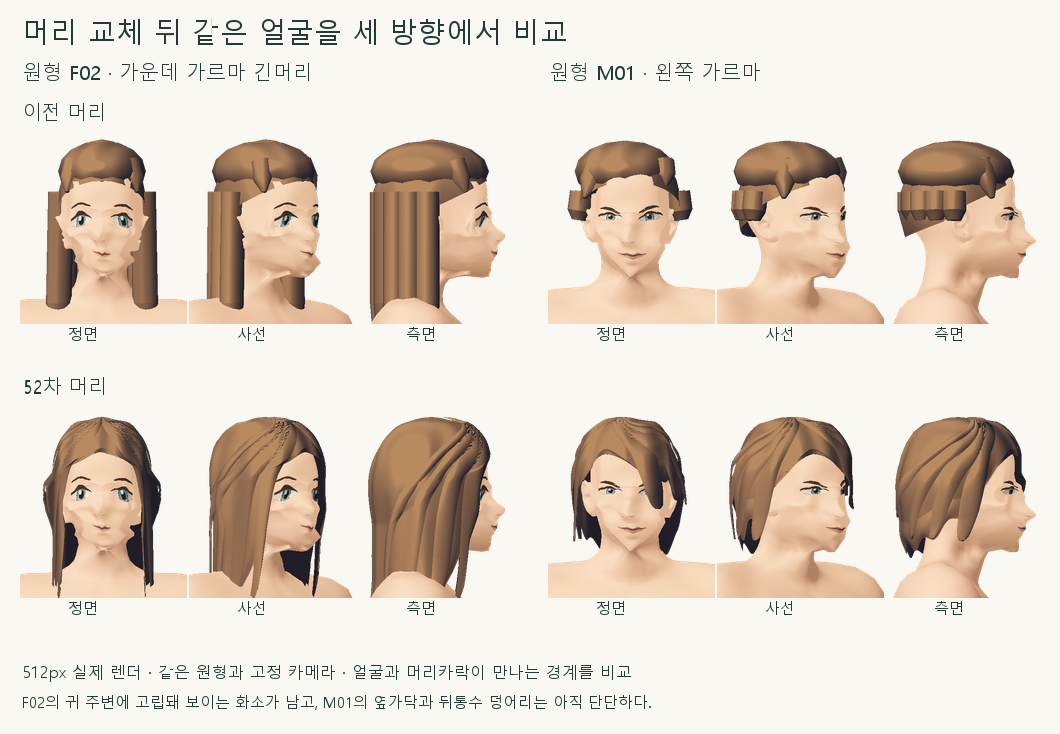 머리 교체 뒤 같은 얼굴을 세 방향에서 비교
원형 F02 · 가운데 가르마 긴머리
원형 M01 · 왼쪽 가르마
이전 머리
정면 사선 측면 정면 사선 측면
52차 머리
정면 사선 측면 정면 사선 측면
512px 실제 렌더 · 같은 원형과 고정 카메라 · 얼굴과 머리카락이 만나는 경계를 비교
F02의 귀 주변에 고립돼 보이는 화소가 남고, M01의 옆가닥과 뒤통수 덩어리는 아직 단단하다.